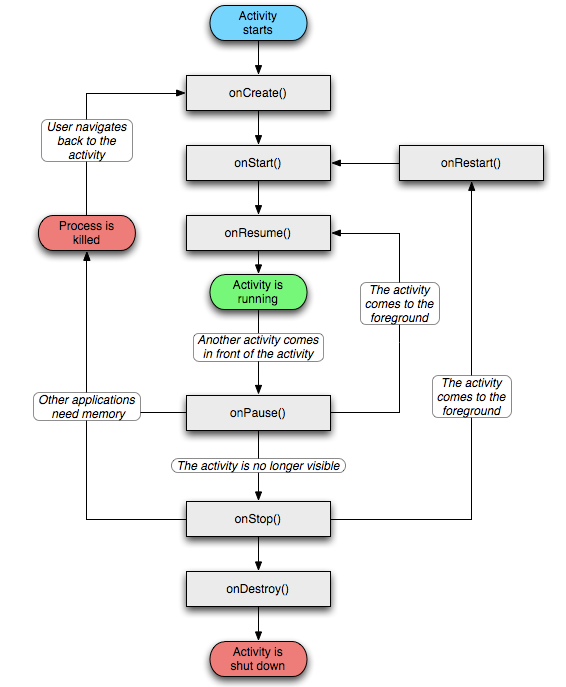 Activity
starts
onCreate()
User navigates
back to the
activity
onStart()
onRestart()
Process is
killed
onResume()
Activity is
running
The activity
comes to the
foreground
Another activity comes
in front of the activity
The activity
comes to the
foreground
Other applications
need memory
onPause()
The activity is no longer visible
onStop()
onDestroy()
Activity is
shut down